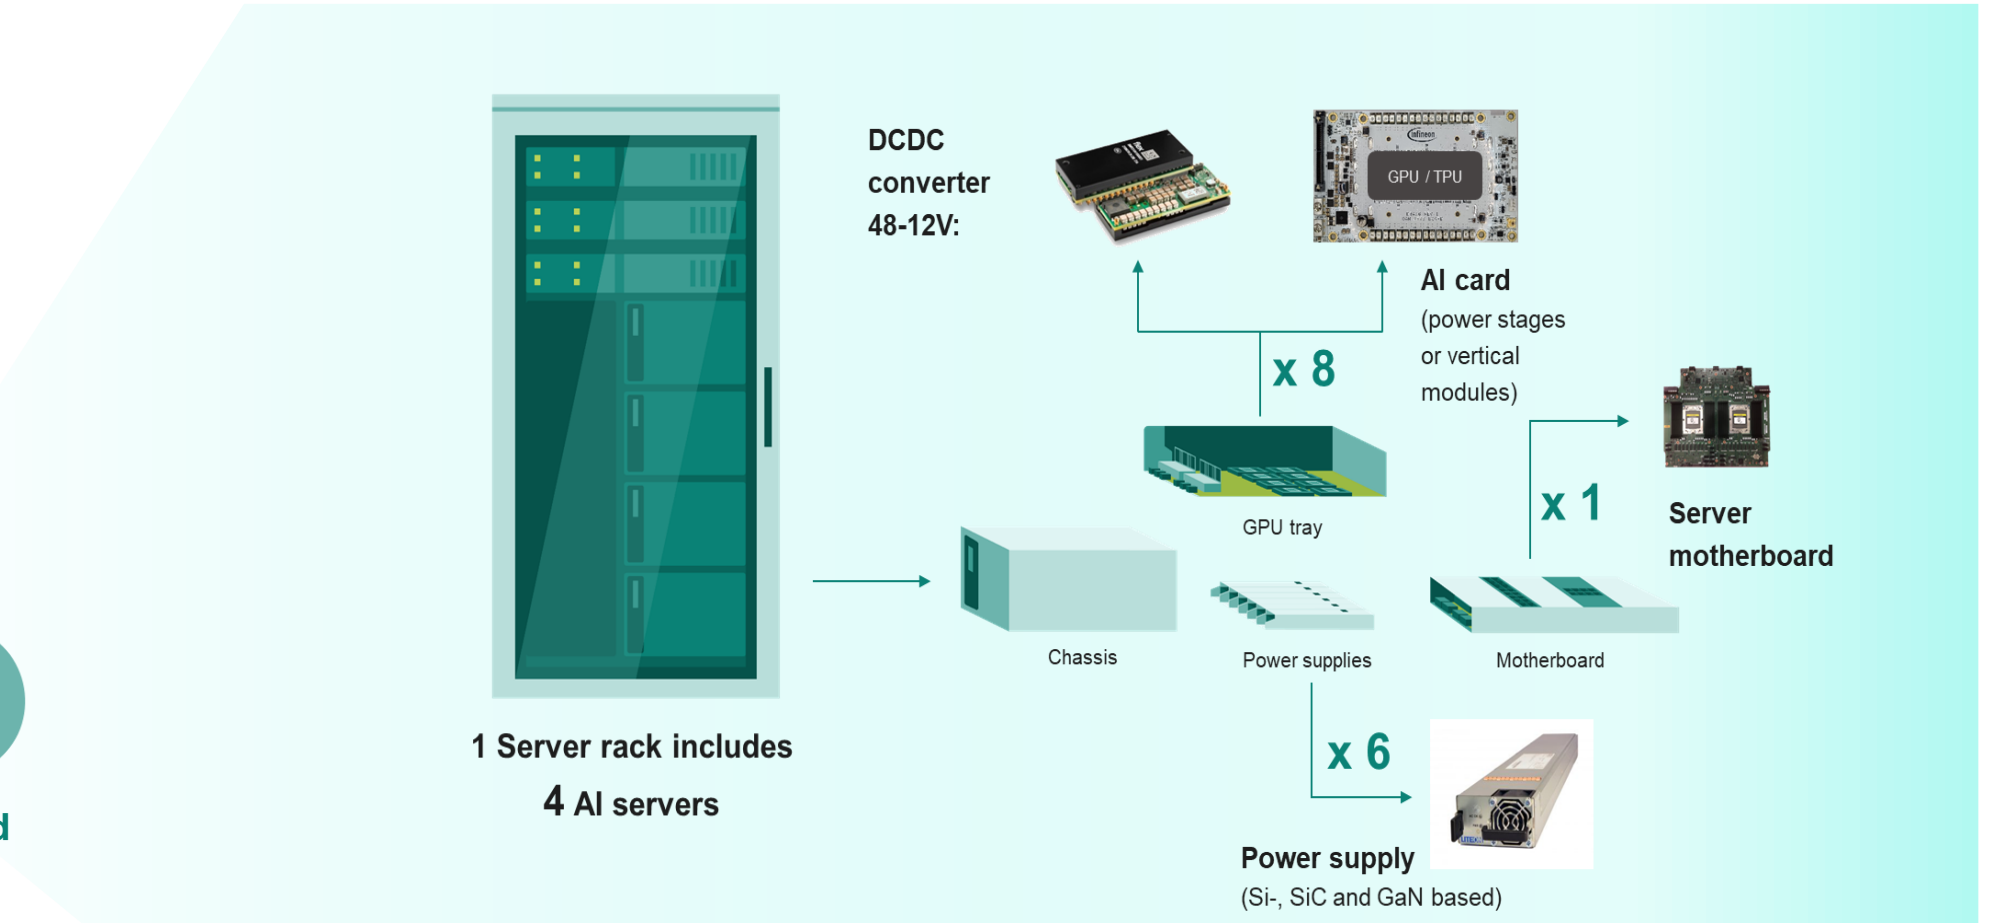 DCDC
converter
48-12V:
infineon
GPU / TPU
AI card
(power stages
or vertical
modules)
x 8
GPU tray
x 1
Server
motherboard
Chassis
Power supplies
Motherboard
1 Server rack includes
4 AI servers
x 6
Power supply
(Si-, SiC and GaN based)
d